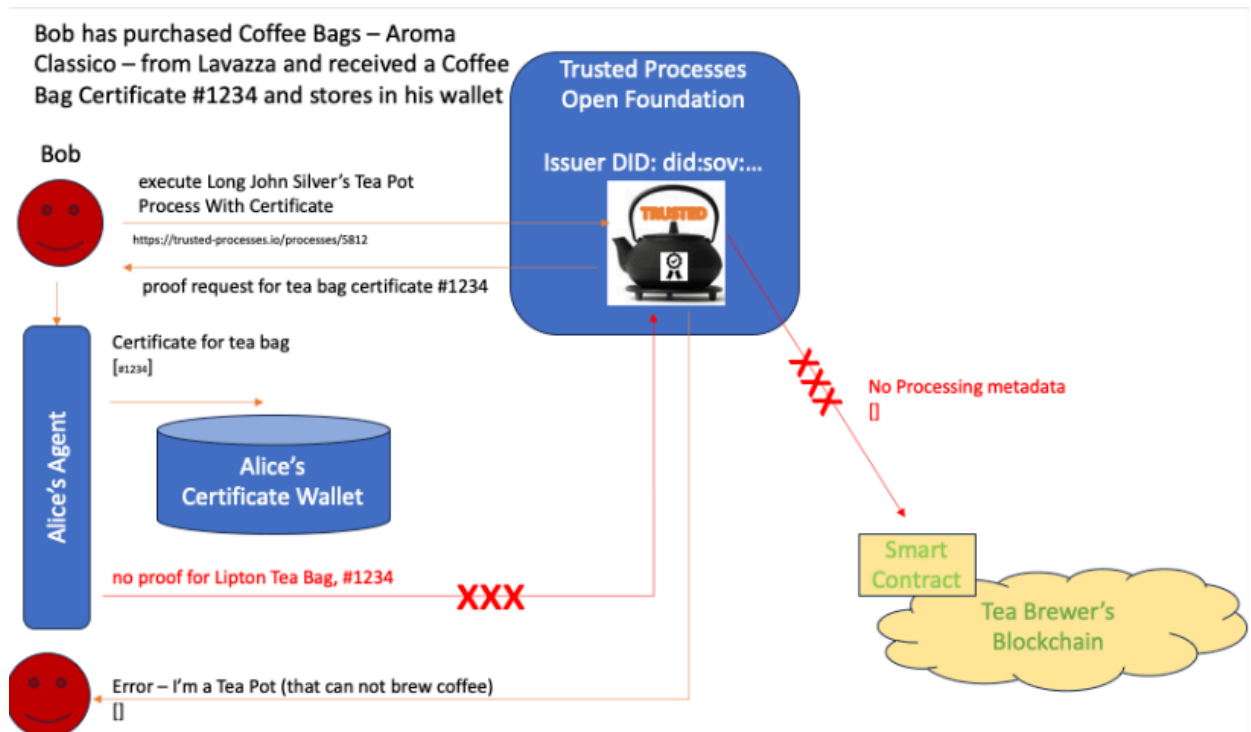 Bob has purchased Coffee Bags – Aroma
Classico – from Lavazza and received a Coffee
Bag Certificate #1234 and stores in his wallet
Trusted Processes
Open Foundation
Issuer DID: did:sov:...
TRUSTED
Bob
execute Long John Silver's Tea Pot
Process With Certificate
https://trusted-processes.io/processes/5812
proof request for tea bag certificate #1234
Certificate for tea bag
[#1234]
Alice's Agent
Alice's
Certificate Wallet
XXX
No Processing metadata
[]
no proof for Lipton Tea Bag, #1234
XXX
Smart
Contract
Tea Brewer's
Blockchain
Error – I'm a Tea Pot (that can not brew coffee)
[]